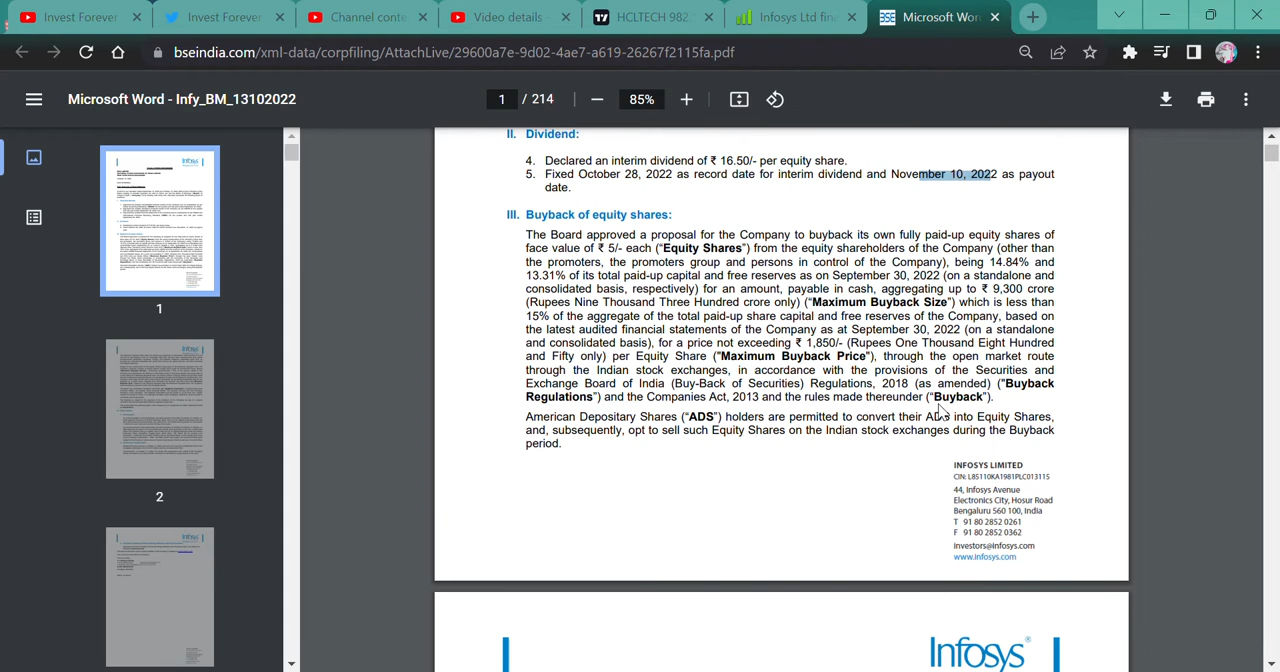 Invest Forever
Invest Forever
Channel conte
Video details -
HCLTECH 982.
Infosys Ltd fina
BSE
Microsoft Wor
bseindia.com/xml-data/corpfiling/AttachLive/29600a7e-9d02-4ae7-a619-26267f2115fa.pdf
Microsoft Word - Infy_BM_13102022
1 / 214
85%
II. Dividend:
4. Declared an interim dividend of ₹ 16.50/- per equity share.
5. Fixed October 28, 2022 as record date for interim dividend and November 10, 2022 as payout
date.
III. Buyback of equity shares:
The Board approved a proposal for the Company to buyback its own fully paid-up equity shares of
face value of ₹ 5/- each ("Equity Shares") from the equity shareholders of the Company (other than
the promoters, the promoters group and persons in control of the Company), being 14.84% and
13.31% of its total paid-up capital and free reserves as on September 30, 2022 (on a standalone and
consolidated basis, respectively) for an amount, payable in cash, aggregating up to ₹ 9,300 crore
(Rupees Nine Thousand Three Hundred crore only) ("Maximum Buyback Size") which is less than
15% of the aggregate of the total paid-up share capital and free reserves of the Company, based on
the latest audited financial statements of the Company as at September 30, 2022 (on a standalone
and consolidated basis), for a price not exceeding ₹ 1,850/- (Rupees One Thousand Eight Hundred
and Fifty only) per Equity Share ("Maximum Buyback Price"), through the open market route
through the Indian stock exchanges, in accordance with the provisions of the Securities and
Exchange Board of India (Buy-Back of Securities) Regulations, 2018 (as amended) ("Buyback
Regulations") and the Companies Act, 2013 and the rules made thereunder ("Buyback").
American Depositary Shares ("ADS") holders are permitted to convert their ADS into Equity Shares,
and, subsequently, opt to sell such Equity Shares on the Indian stock exchanges during the Buyback
period.
INFOSYS LIMITED
CIN: L85110KA1981PLC013115
44, Infosys Avenue
Electronics City, Hosur Road
Bengaluru 560 100, India
T 91 80 2852 0261
F 91 80 2852 0362
investors@infosys.com
www.infosys.com
Infosys®
1
2